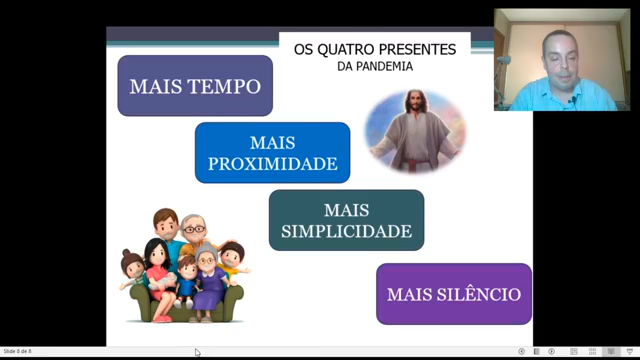 OS QUATRO PRESENTES
DA PANDEMIA
MAIS TEMPO
MAIS
PROXIMIDADE
MAIS
SIMPLICIDADE
MAIS SILÊNCIO
Slide 8 de 8